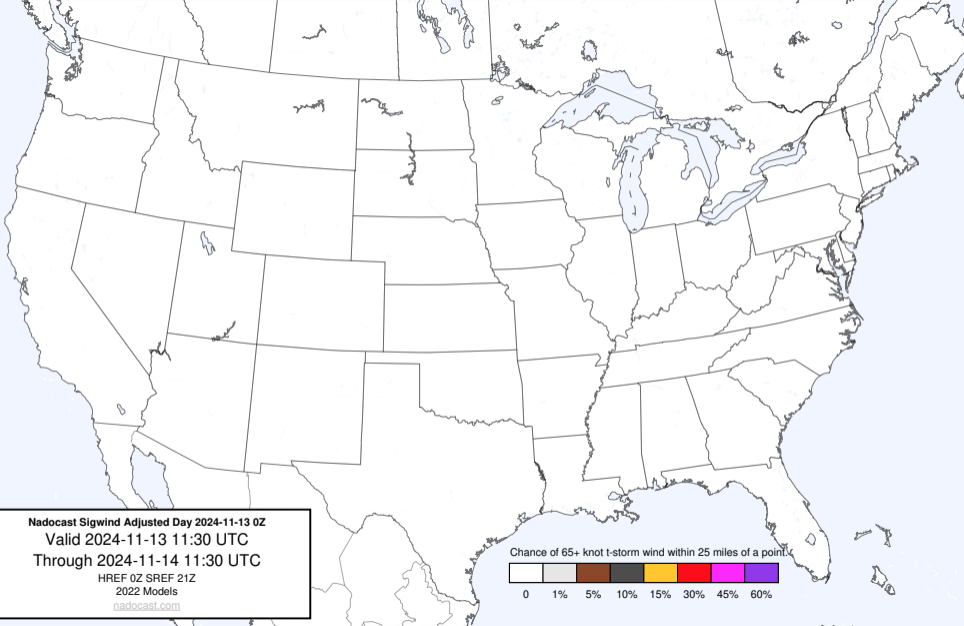 Nadocast Sigwind Adjusted Day 2024-11-13 0Z
Valid 2024-11-13 11:30 UTC
Through 2024-11-14 11:30 UTC
HREF 0Z SREF 21Z
2022 Models
nadocast.com
Chance of 65+ knot t-storm wind within 25 miles of a point.
0 1% 5% 10% 15% 30% 45% 60%